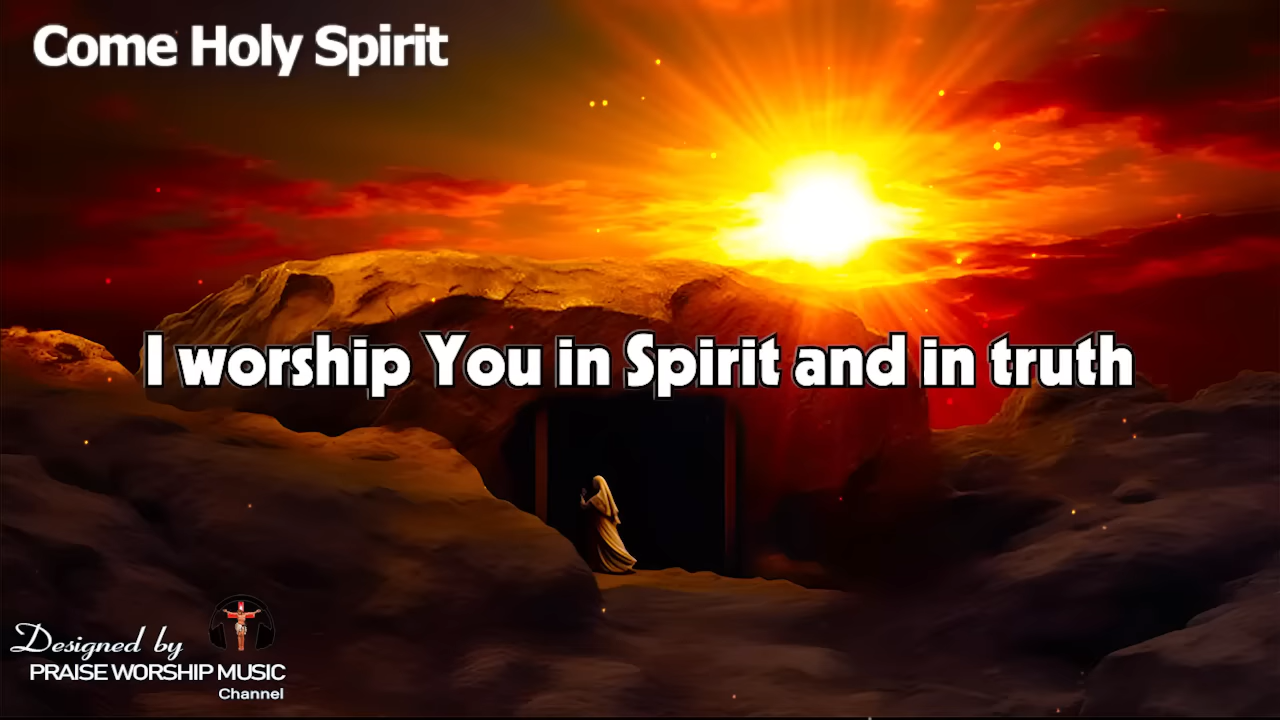 Come Holy Spirit
I worship You in Spirit and in truth
Designed by
PRAISE WORSHIP MUSIC
Channel